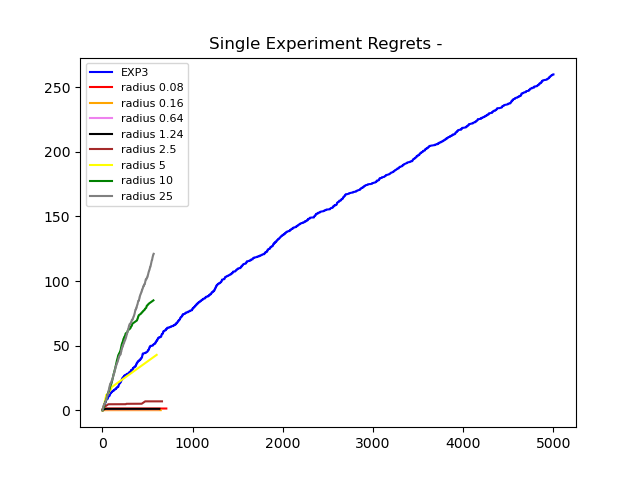 Single Experiment Regrets -
EXP3
radius 0.08
radius 0.16
radius 0.64
radius 1.24
radius 2.5
radius 5
radius 10
radius 25
250
200
150
100
50
0
0 1000 2000 3000 4000 5000